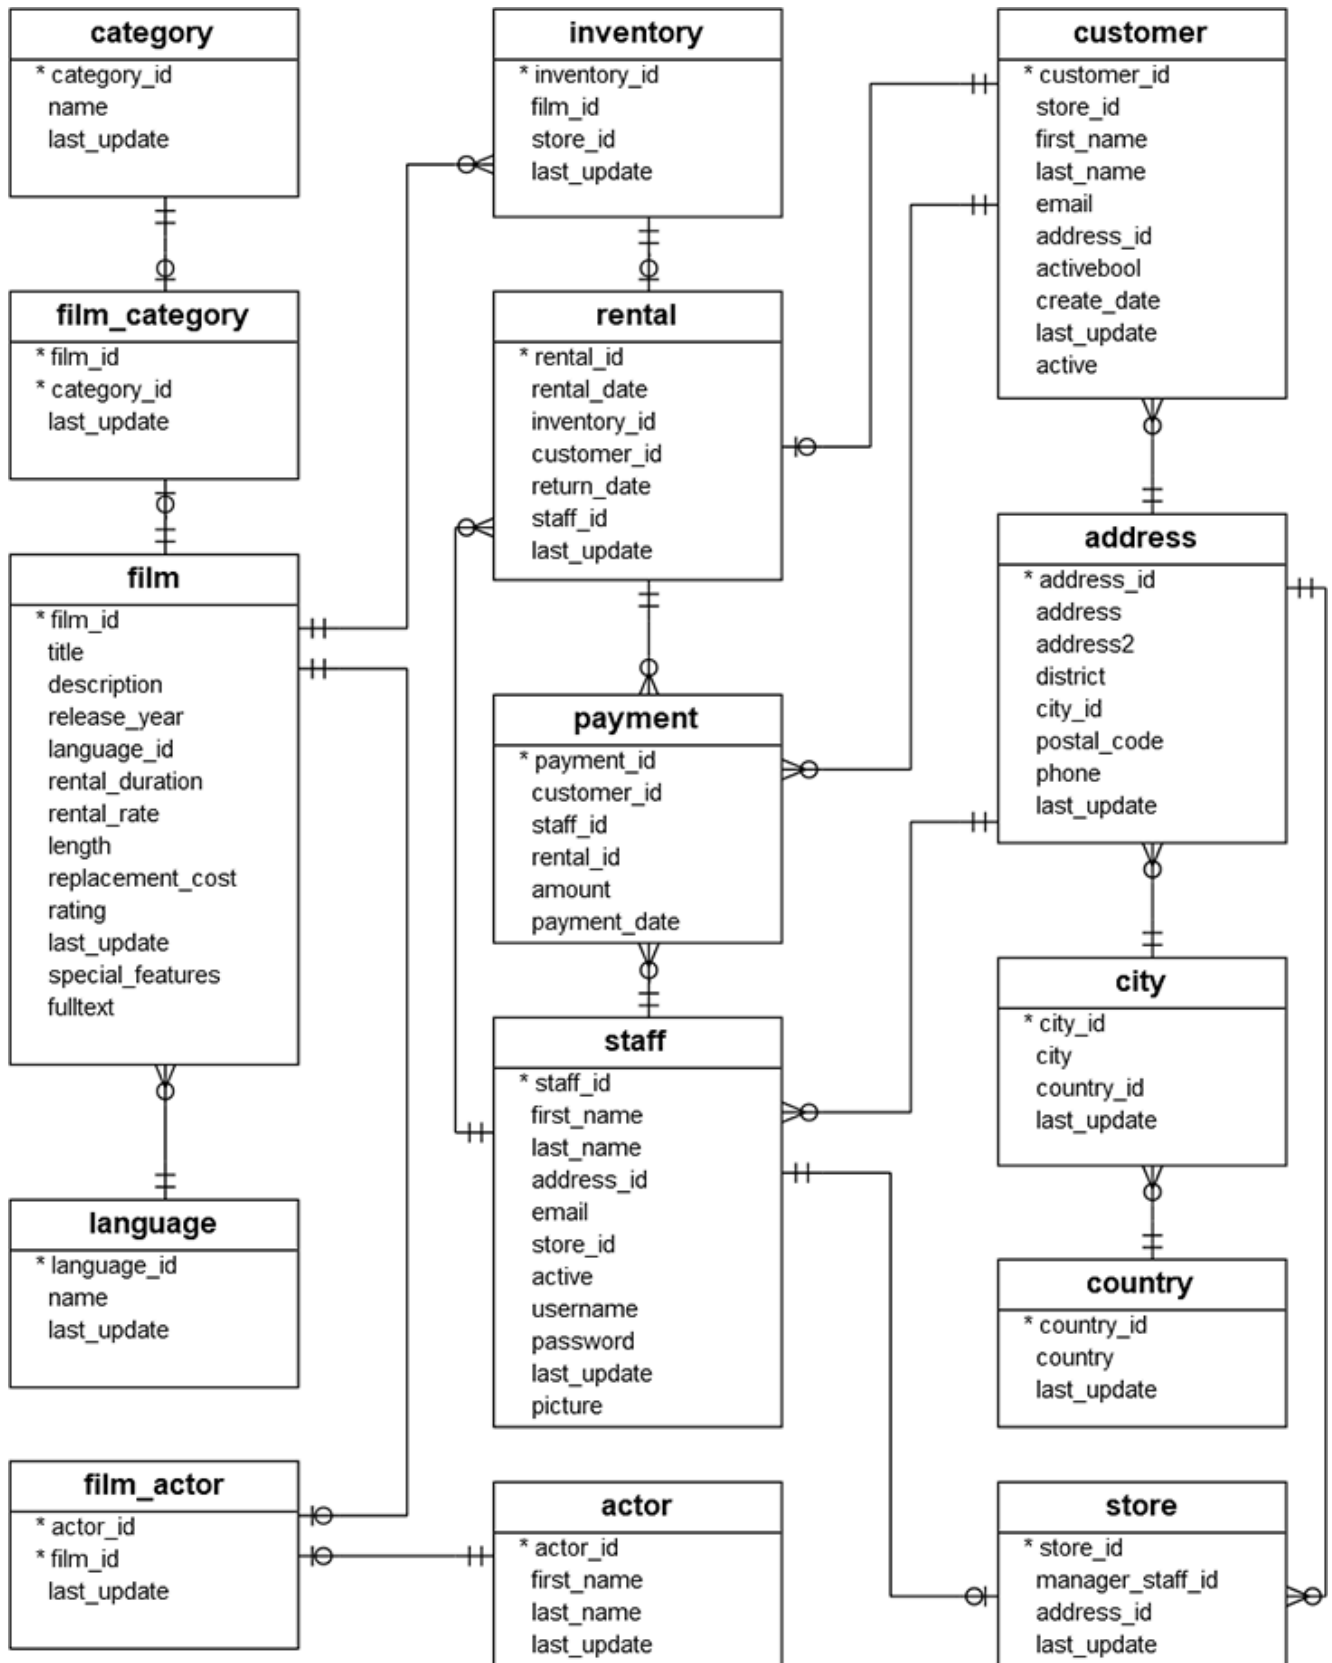 category
* category_id
name
last_update
film_category
* film_id
* category_id
last_update
film
* film_id
title
description
release_year
language_id
rental_duration
rental_rate
length
replacement_cost
rating
last_update
special_features
fulltext
language
* language_id
name
last_update
film_actor
* actor_id
* film_id
last_update
inventory
* inventory_id
film_id
store_id
last_update
rental
* rental_id
rental_date
inventory_id
customer_id
return_date
staff_id
last_update
payment
* payment_id
customer_id
staff_id
rental_id
amount
payment_date
staff
* staff_id
first_name
last_name
address_id
email
store_id
active
username
password
last_update
picture
actor
* actor_id
first_name
last_name
last_update
customer
* customer_id
store_id
first_name
last_name
email
address_id
activebool
create_date
last_update
active
address
* address_id
address
address2
district
city_id
postal_code
phone
last_update
city
* city_id
city
country_id
last_update
country
* country_id
country
last_update
store
* store_id
manager_staff_id
address_id
last_update